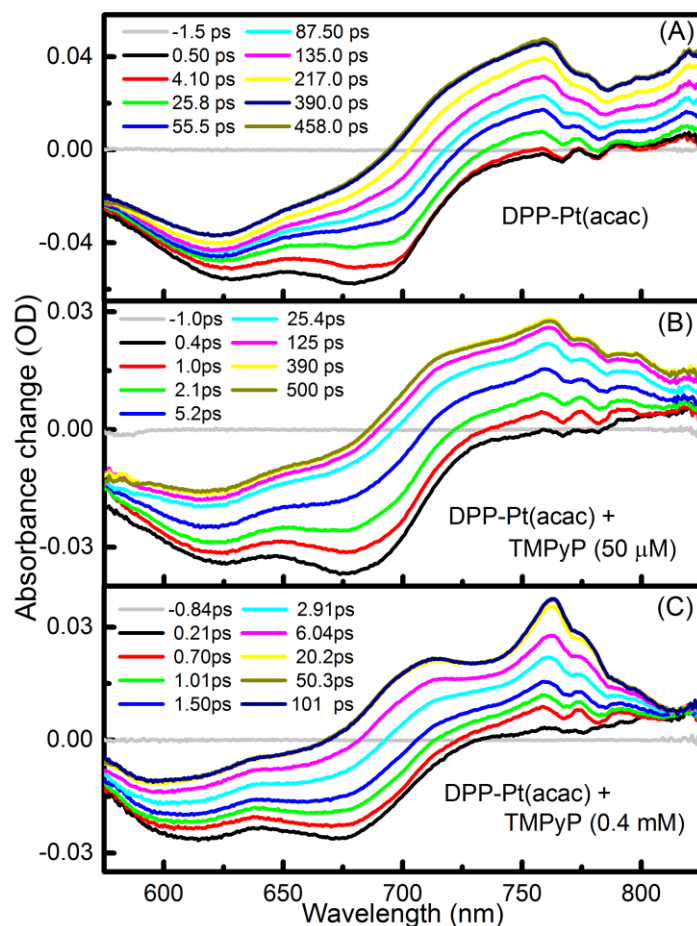 Absorbance change (OD)
(A)
-1.5 ps 87.50 ps
0.50 ps 135.0 ps
4.10 ps 217.0 ps
25.8 ps 390.0 ps
55.5 ps 458.0 ps
0.04
0.00
-0.04
DPP-Pt(acac)
(B)
-1.0ps 25.4 ps
0.4ps 125 ps
1.0ps 390 ps
2.1ps 500 ps
5.2ps
0.03
0.00
-0.03
DPP-Pt(acac) +
TMPyP (50 μM)
(C)
-0.84ps 2.91ps
0.21ps 6.04ps
0.70ps 20.2ps
1.01ps 50.3ps
1.50ps 101 ps
0.03
0.00
-0.03
DPP-Pt(acac) +
TMPyP (0.4 mM)
600 650 700 750 800
Wavelength (nm)